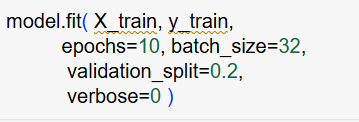 model.fit( X_train, y_train,
epochs=10, batch_size=32,
validation_split=0.2,
verbose=0 )